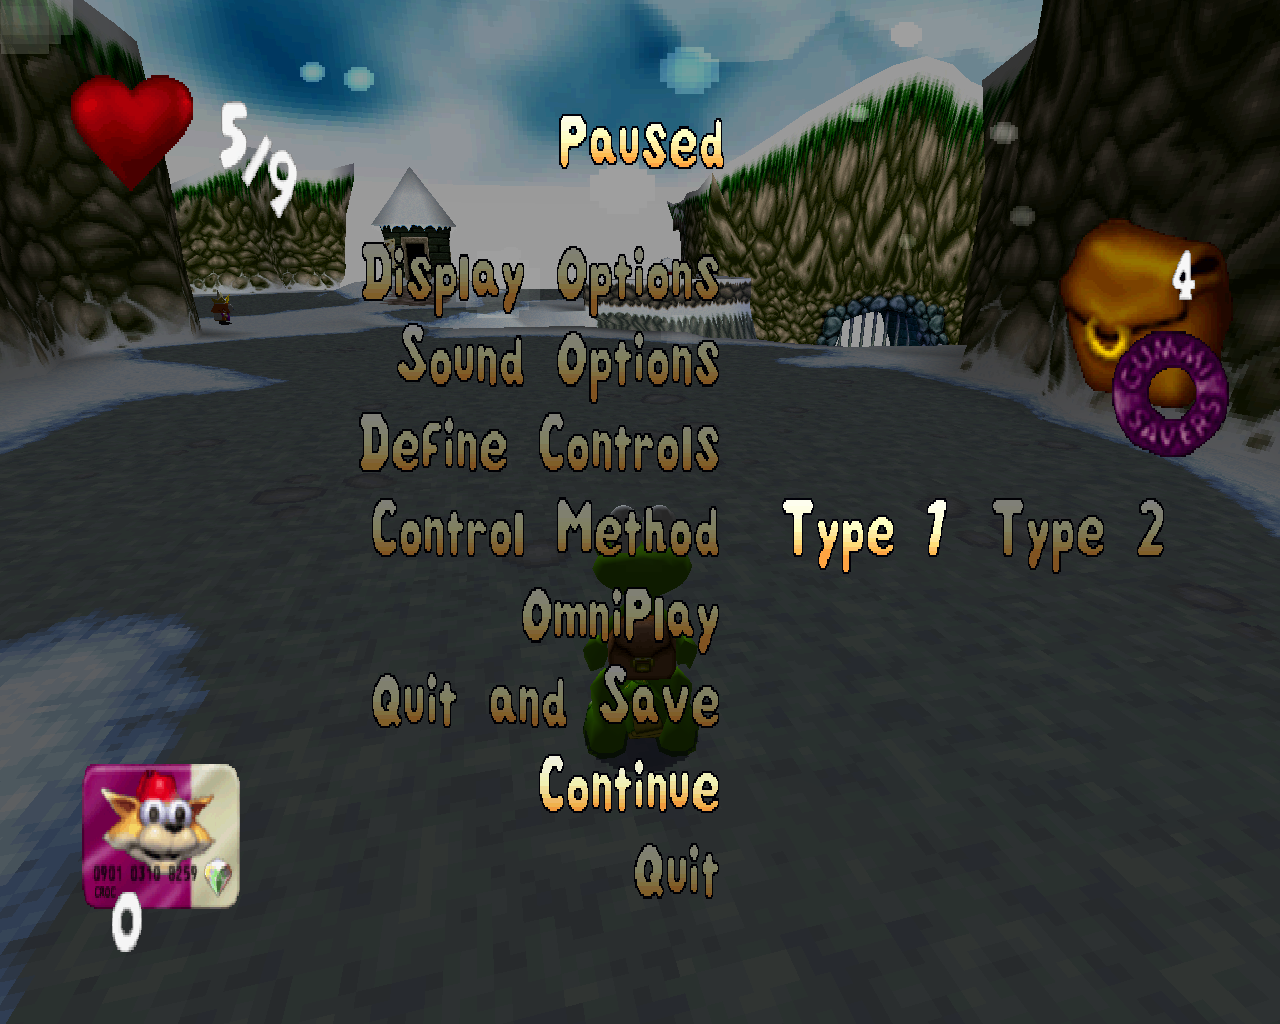 Paused
5/9
4
GUMMI SAVERS
Display Options
Sound Options
Define Controls
Control Method Type 1 Type 2
OmniPlay
Quit and Save
Continue
Quit
0901 0310 8259
CROC
0